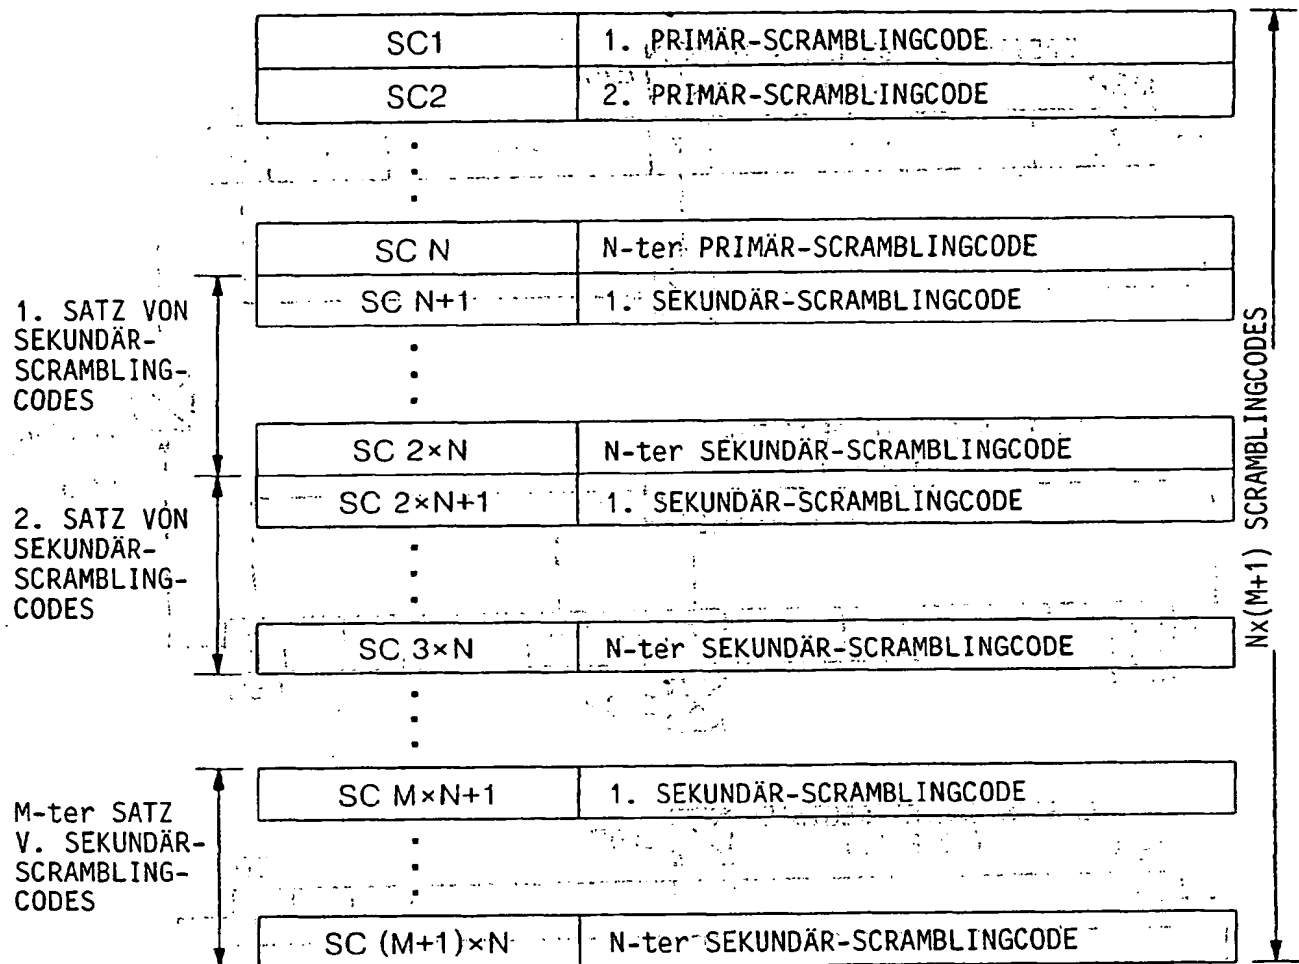 SC1 1. PRIMÄR-SCRAMBLINGCODE
SC2 2. PRIMÄR-SCRAMBLINGCODE
SC N N-ter PRIMÄR-SCRAMBLINGCODE
SC N+1 1. SEKUNDÄR-SCRAMBLINGCODE
1. SATZ VON
SEKUNDÄR-
SCRAMBLING-
CODES
SC 2×N N-ter SEKUNDÄR-SCRAMBLINGCODE
SC 2×N+1 1. SEKUNDÄR-SCRAMBLINGCODE
2. SATZ VON
SEKUNDÄR-
SCRAMBLING-
CODES
SC 3×N N-ter SEKUNDÄR-SCRAMBLINGCODE
SC M×N+1 1. SEKUNDÄR-SCRAMBLINGCODE
M-ter SATZ
V. SEKUNDÄR-
SCRAMBLING-
CODES
SC (M+1)×N N-ter SEKUNDÄR-SCRAMBLINGCODE
Nx(M+1) SCRAMBLINGCODES